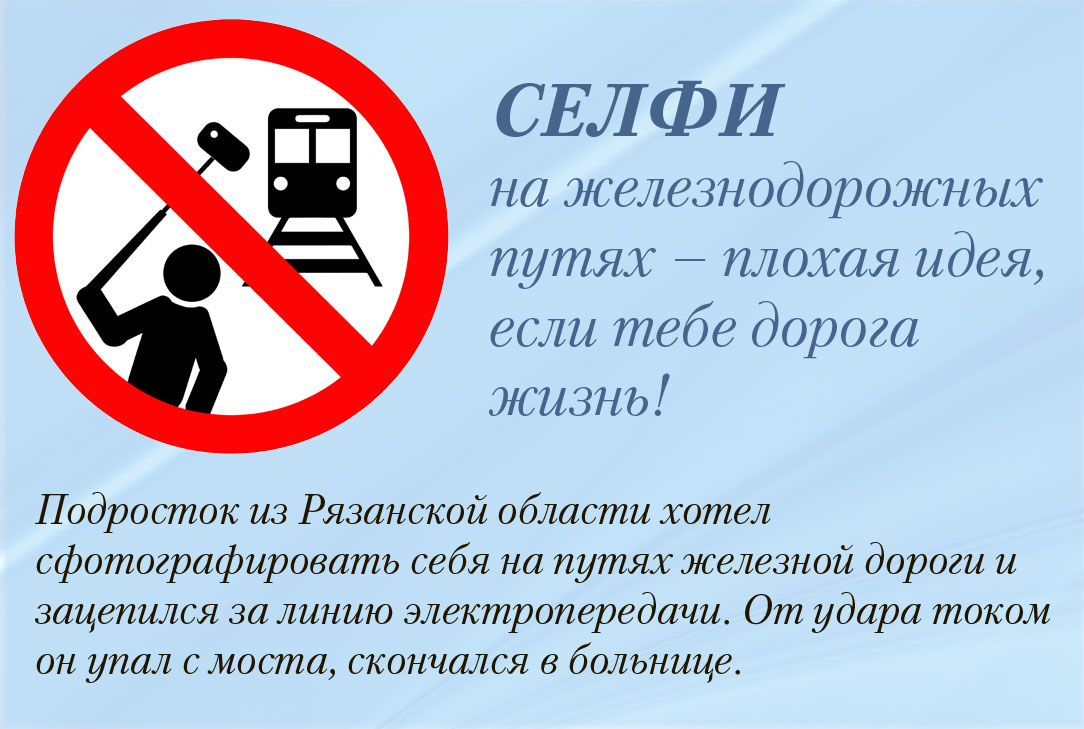 СЕЛФИ
на железнодорожных
путях – плохая идея,
если тебе дорога
жизнь!
Подросток из Рязанской области хотел
сфотографировать себя на путях железной дороги и
зацепился за линию электропередачи. От удара током
он упал с моста, скончался в больнице.